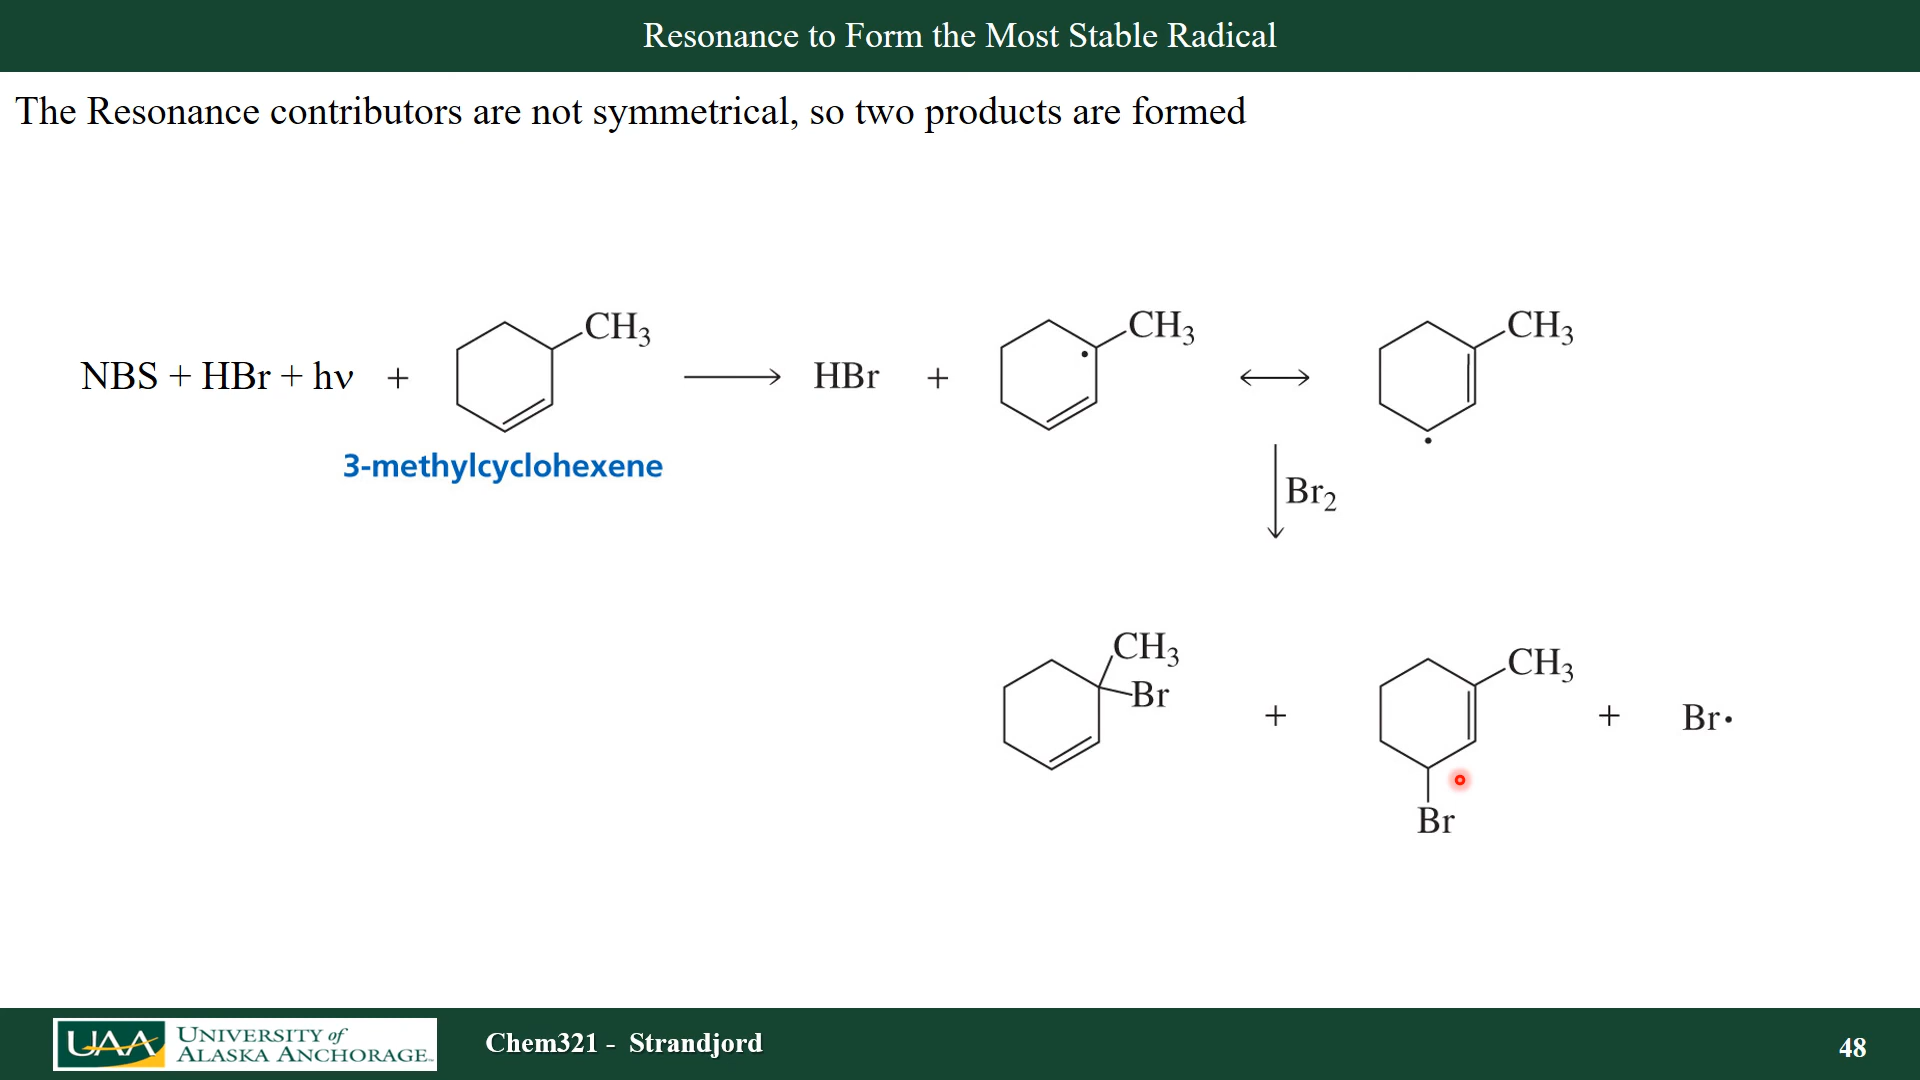 Resonance to Form the Most Stable Radical
The Resonance contributors are not symmetrical, so two products are formed
NBS + HBr + hν + CH₃ HBr + CH₃ CH₃
3-methylcyclohexene
Br₂
CH₃ CH₃
Br + + Br·
Br
UAA UNIVERSITY of
ALASKA ANCHORAGE™
Chem321 - Strandjord
48